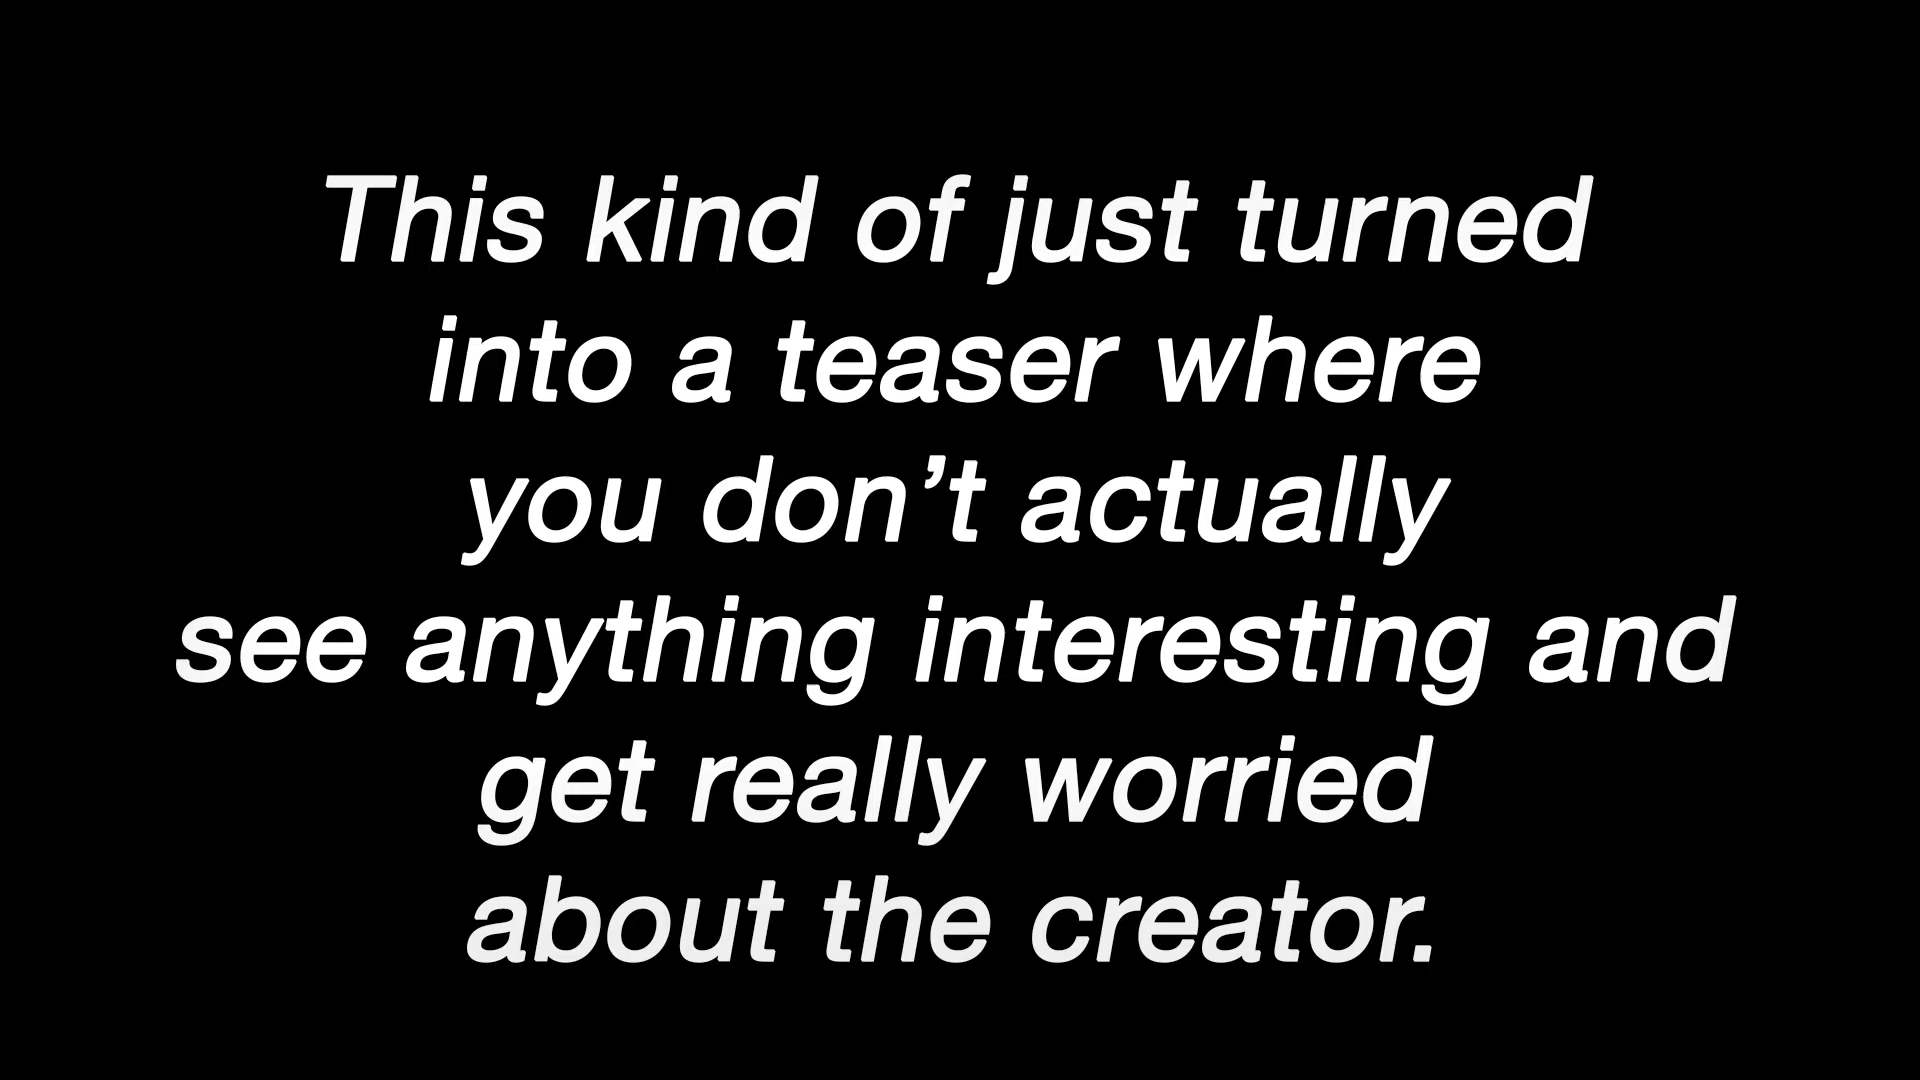 This kind of just turned
into a teaser where
you don’t actually
see anything interesting and
get really worried
about the creator.